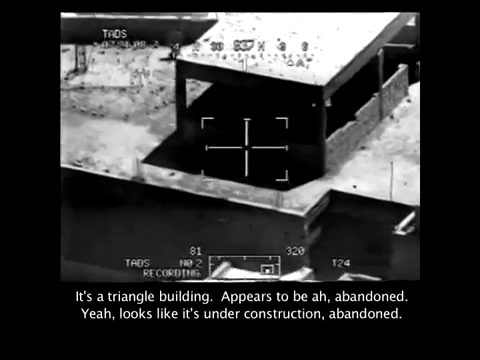 TADS
81
320
TADS
NO 2
T24
RECORDING
It's a triangle building. Appears to be ah, abandoned.
Yeah, looks like it's under construction, abandoned.